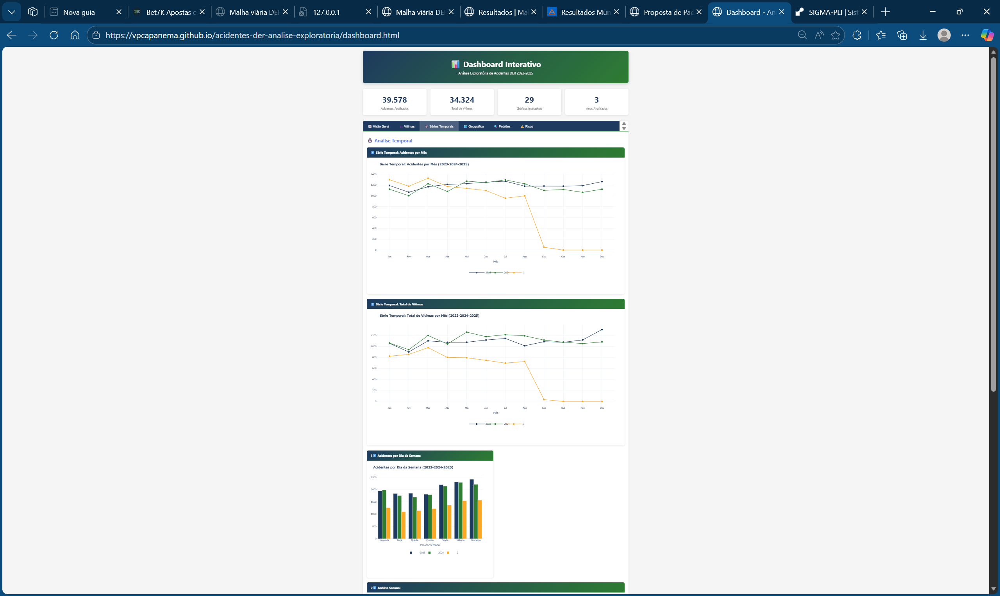 Nova guia
Bet7K Apostas e
Malha viária DER
127.0.0.1
Malha viária DEI
Resultados | Ma
Resultados Mun
Proposta de Pad
Dashboard - An
SIGMA-PLI | Sist
https://vpcapanema.github.io/acidentes-der-analise-exploratoria/dashboard.html
Dashboard Interativo
Análise Exploratória de Acidentes DER 2023-2025
39.578
Acidentes Analisados
34.324
Total de Vítimas
29
Gráficos Interativos
3
Anos Analisados
Visão Geral
Vítimas
Séries Temporais
Geográfica
Padrões
Risco
Análise Temporal
8 Série Temporal: Acidentes por Mês
Série Temporal: Acidentes por Mês (2023-2024-2025)
1400
1200
1000
800
600
400
200
0
Jan Fev Mar Abr Mai Jun Jul Ago Set Out Nov Dez
Mês
2023 2024 2
9 Série Temporal: Total de Vítimas
Série Temporal: Total de Vítimas por Mês (2023-2024-2025)
1200
1000
800
600
400
200
0
Jan Fev Mar Abr Mai Jun Jul Ago Set Out Nov Dez
Mês
2023 2024 2
1 Acidentes por Dia da Semana
Acidentes por Dia da Semana (2023-2024-2025)
2500
2000
1500
1000
500
0
Segunda Terça Quarta Quinta Sexta Sábado Domingo
Dia da Semana
2023 2024 2
2 Análise Sazonal